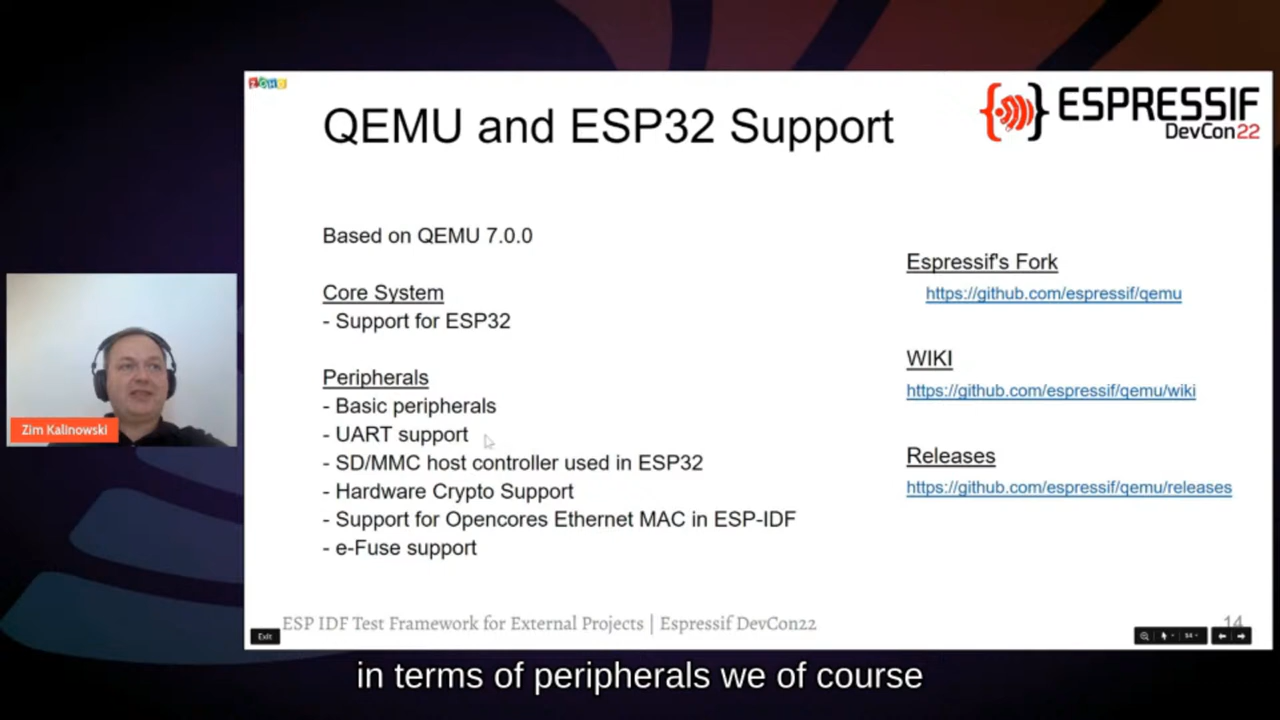 ZOHO
QEMU and ESP32 Support
ESPRESSIF
DevCon22
Based on QEMU 7.0.0
Core System
- Support for ESP32
Peripherals
- Basic peripherals
- UART support
- SD/MMC host controller used in ESP32
- Hardware Crypto Support
- Support for Opencores Ethernet MAC in ESP-IDF
- e-Fuse support
Espressif's Fork
https://github.com/espressif/qemu
WIKI
https://github.com/espressif/qemu/wiki
Releases
https://github.com/espressif/qemu/releases
Zim Kalinowski
ESP IDF Test Framework for External Projects | Espressif DevCon22
14
Exit
in terms of peripherals we of course